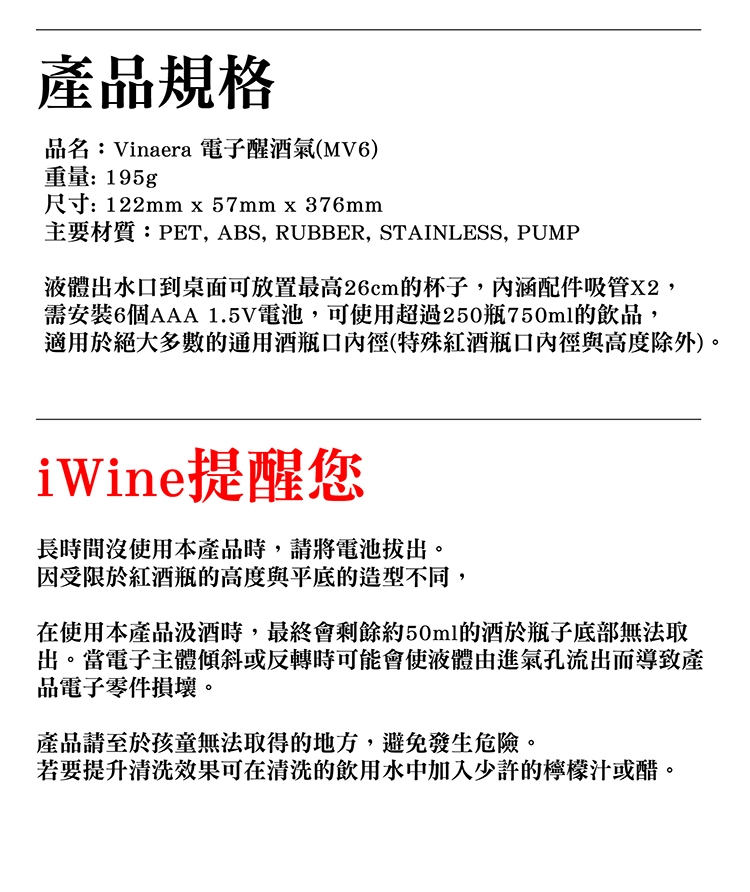 產品規格
品名：Vinaera 電子醒酒氣(MV6)
重量: 195g
尺寸: 122mm x 57mm x 376mm
主要材質：PET, ABS, RUBBER, STAINLESS, PUMP
液體出水口到桌面可放置最高26cm的杯子，內涵配件吸管X2，
需安裝6個AAA 1.5V電池，可使用超過250瓶750ml的飲品，
適用於絕大多數的通用酒瓶口內徑(特殊紅酒瓶口內徑與高度除外)。
iWine提醒您
長時間沒使用本產品時，請將電池拔出。
因受限於紅酒瓶的高度與平底的造型不同，
在使用本產品汲酒時，最終會剩餘約50ml的酒於瓶子底部無法取
出。當電子主體傾斜或反轉時可能會使液體由進氣孔流出而導致產
品電子零件損壞。
產品請至於孩童無法取得的地方，避免發生危險。
若要提升清洗效果可在清洗的飲用水中加入少許的檸檬汁或醋。